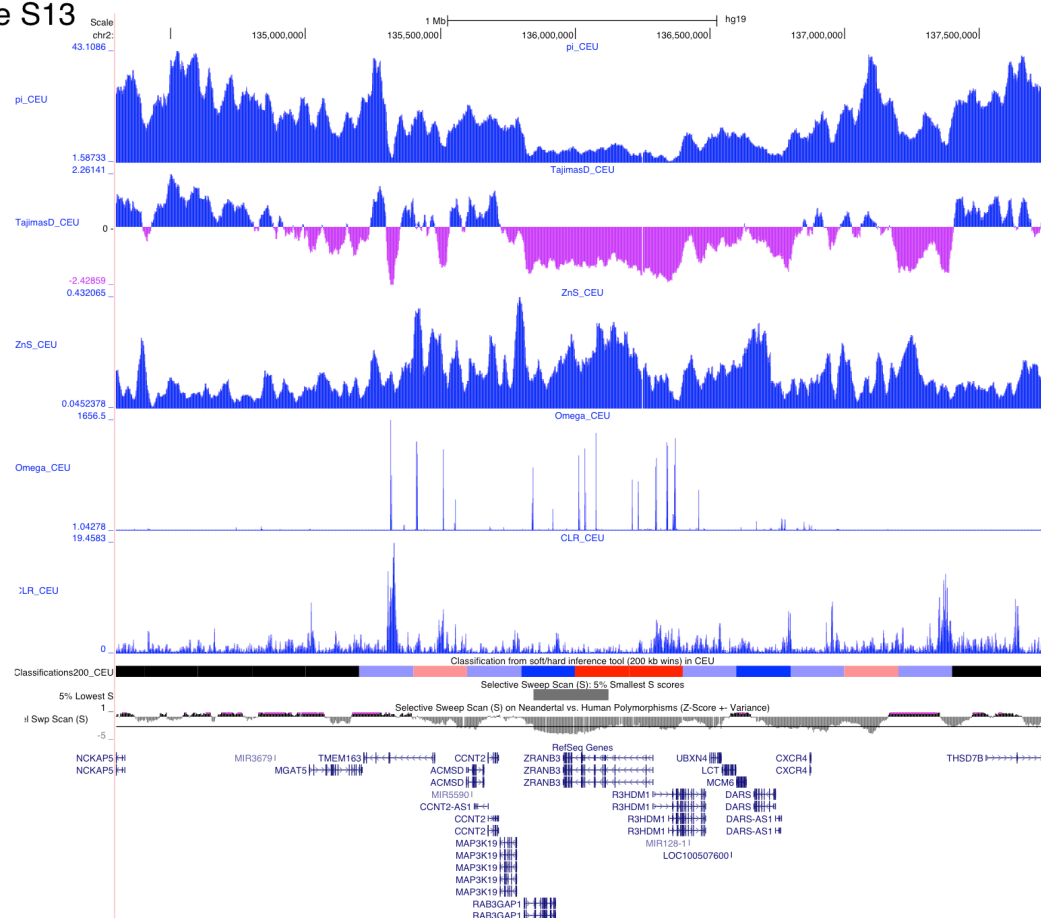 e S13
Scale 1 Mb hg19
chr2: 135,000,000 135,500,000 136,000,000 136,500,000 137,000,000 137,500,000
43.1086 _ pi_CEU
pi_CEU
1.58733 _
2.26141 _ TajimasD_CEU
TajimasD_CEU
0 -
-2.42859 _
0.432065 _ ZnS_CEU
ZnS_CEU
0.0452378 _
1656.5 _ Omega_CEU
Omega_CEU
1.04278 _
19.4583 _ CLR_CEU
CLR_CEU
0 _
Classification from soft/hard inference tool (200 kb wins) in CEU
Classifications200_CEU
Selective Sweep Scan (S): 5% Smallest S scores
5% Lowest S
1 _ Selective Sweep Scan (S) on Neandertal vs. Human Polymorphisms (Z-Score +- Variance)
l Swp Scan (S)
-5 _
RefSeq Genes
NCKAP5 MIR3679 TMEM163 CCNT2 ZRANB3 UBXN4 CXCR4 THSD7B
NCKAP5 MGAT5 ACMSD ZRANB3 LCT CXCR4
ACMSD ZRANB3 MCM6
MIR5590 R3HDM1 DARS
CCNT2-AS1 R3HDM1 DARS
CCNT2 R3HDM1 DARS-AS1
CCNT2 R3HDM1 DARS-AS1
MAP3K19 MIR128-1
MAP3K19 LOC100507600
MAP3K19
MAP3K19
MAP3K19
RAB3GAP1
RAB3GAP1